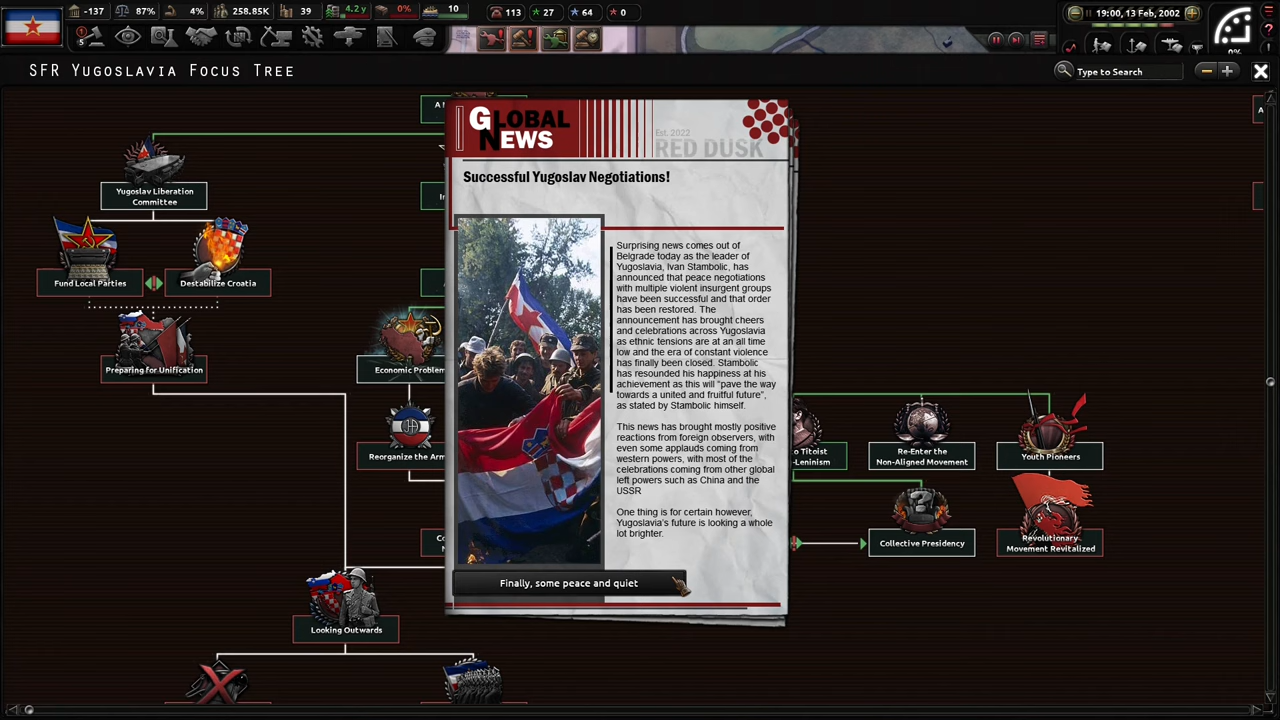 -137 87% 4% 258.85K 39 4.2 y 0% 10 113 27 64 0 19:00, 13 Feb, 2002
0%
SFR Yugoslavia Focus Tree
Type to Search
GLOBAL
NEWS
Est. 2022
RED DUSK
Successful Yugoslav Negotiations!
Surprising news comes out of
Belgrade today as the leader of
Yugoslavia, Ivan Stambolic, has
announced that peace negotiations
with multiple violent insurgent groups
have been successful and that order
has been restored. The
announcement has brought cheers
and celebrations across Yugoslavia
as ethnic tensions are at an all time
low and the era of constant violence
has finally been closed. Stambolic
has resounded his happiness at his
achievement as this will "pave the way
towards a united and fruitful future",
as stated by Stambolic himself.
This news has brought mostly positive
reactions from foreign observers, with
even some applauds coming from
western powers, with most of the
celebrations coming from other global
left powers such as China and the
USSR
One thing is for certain however,
Yugoslavia's future is looking a whole
lot brighter.
Finally, some peace and quiet
Yugoslav Liberation
Committee
Fund Local Parties
Destabilize Croatia
Preparing for Unification
Economic Problem
Reorganize the Arm
Looking Outwards
o Titoist
-Leninism
Re-Enter the
Non-Aligned Movement
Youth Pioneers
Collective Presidency
Revolutionary
Movement Revitalized